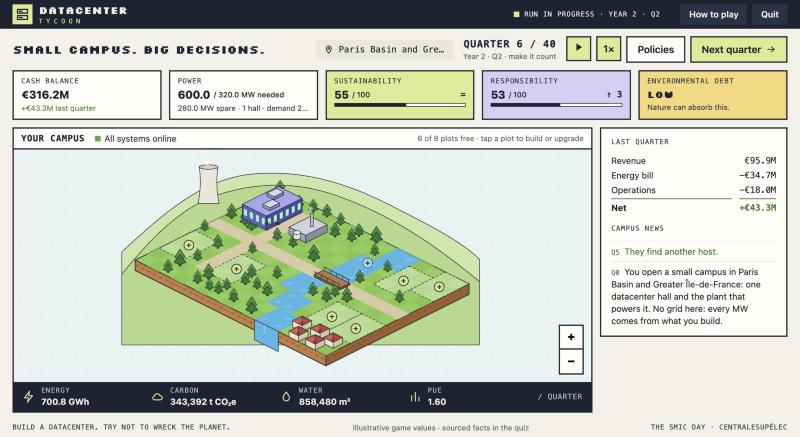 DATACENTER
TYCOON
RUN IN PROGRESS · YEAR 2 · Q2
How to play
Quit
SMALL CAMPUS. BIG DECISIONS.
Paris Basin and Gre…
QUARTER 6 / 40
Year 2 · Q2 · make it count
1×
Policies
Next quarter →
CASH BALANCE
€316.2M
+€43.3M last quarter
POWER
600.0 / 320.0 MW needed
280.0 MW spare · 1 hall · demand 2…
SUSTAINABILITY
55 / 100 =
RESPONSIBILITY
53 / 100 ↑ 3
ENVIRONMENTAL DEBT
LOW
Nature can absorb this.
YOUR CAMPUS
All systems online
6 of 8 plots free · tap a plot to build or upgrade
+
−
ENERGY
700.8 GWh
CARBON
343,392 t CO₂e
WATER
858,480 m³
PUE
1.60
/ QUARTER
LAST QUARTER
Revenue €95.9M
Energy bill −€34.7M
Operations −€18.0M
Net +€43.3M
CAMPUS NEWS
Q5 They find another host.
Q0 You open a small campus in Paris
Basin and Greater Île-de-France: one
datacenter hall and the plant that
powers it. No grid here: every MW
comes from what you build.
BUILD A DATACENTER. TRY NOT TO WRECK THE PLANET.
Illustrative game values · sourced facts in the quiz
THE SMIC DAY · CENTRALESUPÉLEC